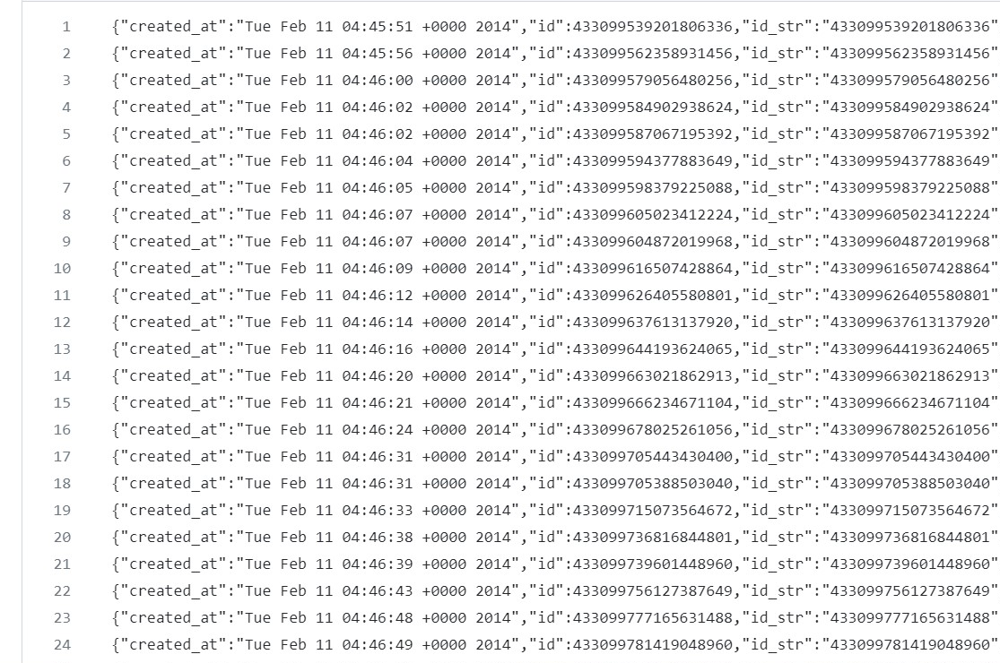 1 {"created_at":"Tue Feb 11 04:45:51 +0000 2014","id":433099539201806336,"id_str":"433099539201806336"
2 {"created_at":"Tue Feb 11 04:45:56 +0000 2014","id":433099562358931456,"id_str":"433099562358931456"
3 {"created_at":"Tue Feb 11 04:46:00 +0000 2014","id":433099579056480256,"id_str":"433099579056480256"
4 {"created_at":"Tue Feb 11 04:46:02 +0000 2014","id":433099584902938624,"id_str":"433099584902938624"
5 {"created_at":"Tue Feb 11 04:46:02 +0000 2014","id":433099587067195392,"id_str":"433099587067195392"
6 {"created_at":"Tue Feb 11 04:46:04 +0000 2014","id":433099594377883649,"id_str":"433099594377883649"
7 {"created_at":"Tue Feb 11 04:46:05 +0000 2014","id":433099598379225088,"id_str":"433099598379225088"
8 {"created_at":"Tue Feb 11 04:46:07 +0000 2014","id":433099605023412224,"id_str":"433099605023412224"
9 {"created_at":"Tue Feb 11 04:46:07 +0000 2014","id":433099604872019968,"id_str":"433099604872019968"
10 {"created_at":"Tue Feb 11 04:46:09 +0000 2014","id":433099616507428864,"id_str":"433099616507428864"
11 {"created_at":"Tue Feb 11 04:46:12 +0000 2014","id":433099626405580801,"id_str":"433099626405580801"
12 {"created_at":"Tue Feb 11 04:46:14 +0000 2014","id":433099637613137920,"id_str":"433099637613137920"
13 {"created_at":"Tue Feb 11 04:46:16 +0000 2014","id":433099644193624065,"id_str":"433099644193624065"
14 {"created_at":"Tue Feb 11 04:46:20 +0000 2014","id":433099663021862913,"id_str":"433099663021862913"
15 {"created_at":"Tue Feb 11 04:46:21 +0000 2014","id":433099666234671104,"id_str":"433099666234671104"
16 {"created_at":"Tue Feb 11 04:46:24 +0000 2014","id":433099678025261056,"id_str":"433099678025261056"
17 {"created_at":"Tue Feb 11 04:46:31 +0000 2014","id":433099705443430400,"id_str":"433099705443430400"
18 {"created_at":"Tue Feb 11 04:46:31 +0000 2014","id":433099705388503040,"id_str":"433099705388503040"
19 {"created_at":"Tue Feb 11 04:46:33 +0000 2014","id":433099715073564672,"id_str":"433099715073564672"
20 {"created_at":"Tue Feb 11 04:46:38 +0000 2014","id":433099736816844801,"id_str":"433099736816844801"
21 {"created_at":"Tue Feb 11 04:46:39 +0000 2014","id":433099739601448960,"id_str":"433099739601448960"
22 {"created_at":"Tue Feb 11 04:46:43 +0000 2014","id":433099756127387649,"id_str":"433099756127387649"
23 {"created_at":"Tue Feb 11 04:46:48 +0000 2014","id":433099777165631488,"id_str":"433099777165631488"
24 {"created_at":"Tue Feb 11 04:46:49 +0000 2014","id":433099781419048960,"id_str":"433099781419048960"